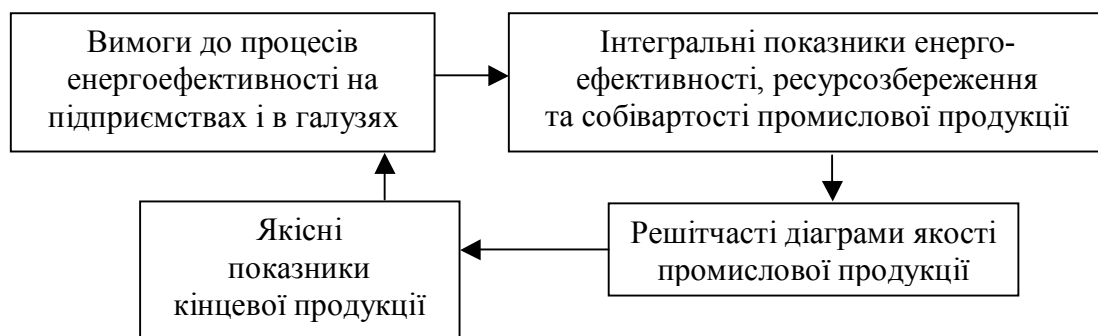 Вимоги до процесів
енергоефективності на
підприємствах і в галузях
Інтегральні показники енерго-
ефективності, ресурсозбереження
та собівартості промислової продукції
Решітчасті діаграми якості
промислової продукції
Якісні
показники
кінцевої продукції